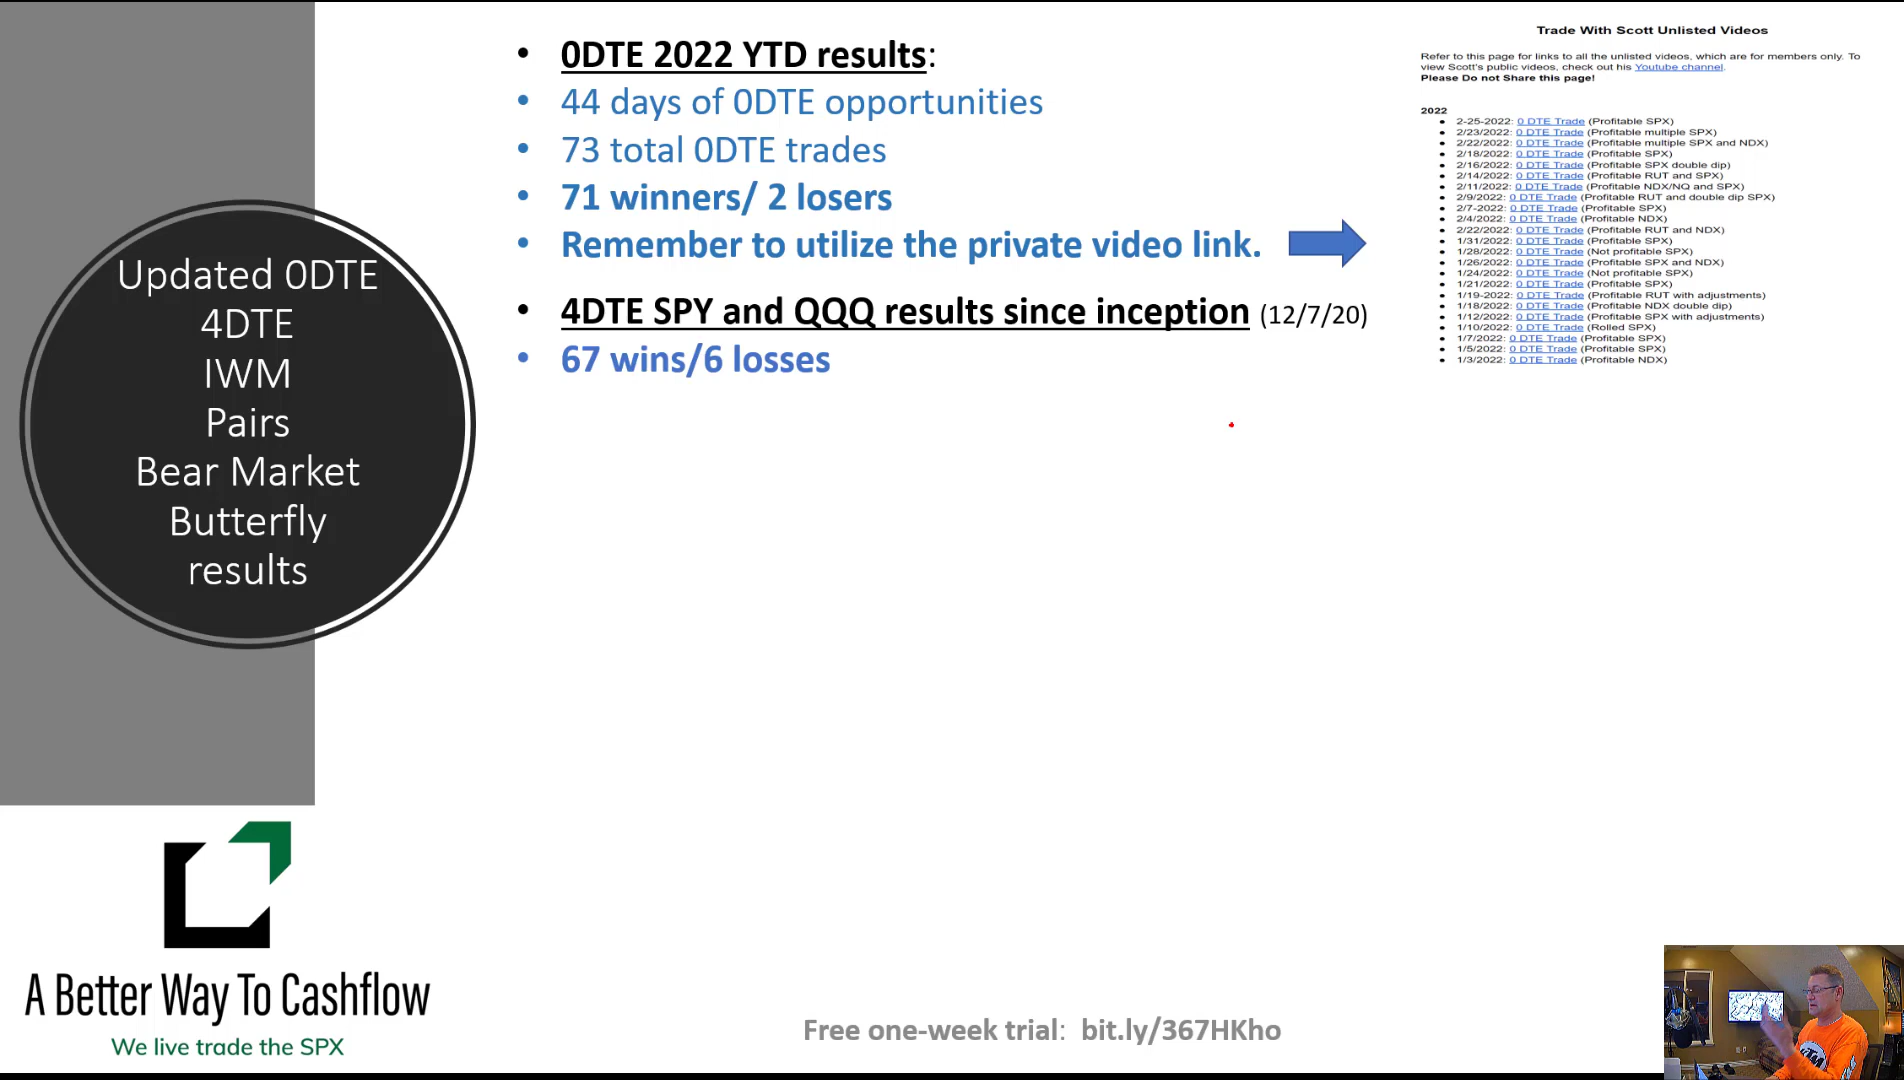 Updated 0DTE
4DTE
IWM
Pairs
Bear Market
Butterfly
results
• 0DTE 2022 YTD results:
• 44 days of 0DTE opportunities
• 73 total 0DTE trades
• 71 winners/ 2 losers
• Remember to utilize the private video link.
• 4DTE SPY and QQQ results since inception (12/7/20)
• 67 wins/6 losses
Trade With Scott Unlisted Videos
Refer to this page for links to all the unlisted videos, which are for members only. To
view Scott's public videos, check out his Youtube channel.
Please Do not Share this page!
2022
• 2-25-2022: 0 DTE Trade (Profitable SPX)
• 2/23/2022: 0 DTE Trade (Profitable multiple SPX)
• 2/22/2022: 0 DTE Trade (Profitable multiple SPX and NDX)
• 2/18/2022: 0 DTE Trade (Profitable SPX)
• 2/16/2022: 0 DTE Trade (Profitable SPX double dip)
• 2/14/2022: 0 DTE Trade (Profitable RUT and SPX)
• 2/11/2022: 0 DTE Trade (Profitable NDX/NQ and SPX)
• 2/9/2022: 0 DTE Trade (Profitable RUT and double dip SPX)
• 2/7-2022: 0 DTE Trade (Profitable SPX)
• 2/4/2022: 0 DTE Trade (Profitable NDX)
• 2/22/2022: 0 DTE Trade (Profitable RUT and NDX)
• 1/31/2022: 0 DTE Trade (Profitable SPX)
• 1/28/2022: 0 DTE Trade (Not profitable SPX)
• 1/26/2022: 0 DTE Trade (Profitable SPX and NDX)
• 1/24/2022: 0 DTE Trade (Not profitable SPX)
• 1/21/2022: 0 DTE Trade (Profitable SPX)
• 1/19-2022: 0 DTE Trade (Profitable RUT with adjustments)
• 1/18/2022: 0 DTE Trade (Profitable NDX double dip)
• 1/12/2022: 0 DTE Trade (Profitable SPX with adjustments)
• 1/10/2022: 0 DTE Trade (Rolled SPX)
• 1/7/2022: 0 DTE Trade (Profitable SPX)
• 1/5/2022: 0 DTE Trade (Profitable SPX)
• 1/3/2022: 0 DTE Trade (Profitable NDX)
A Better Way To Cashflow
We live trade the SPX
Free one-week trial: bit.ly/367HKho